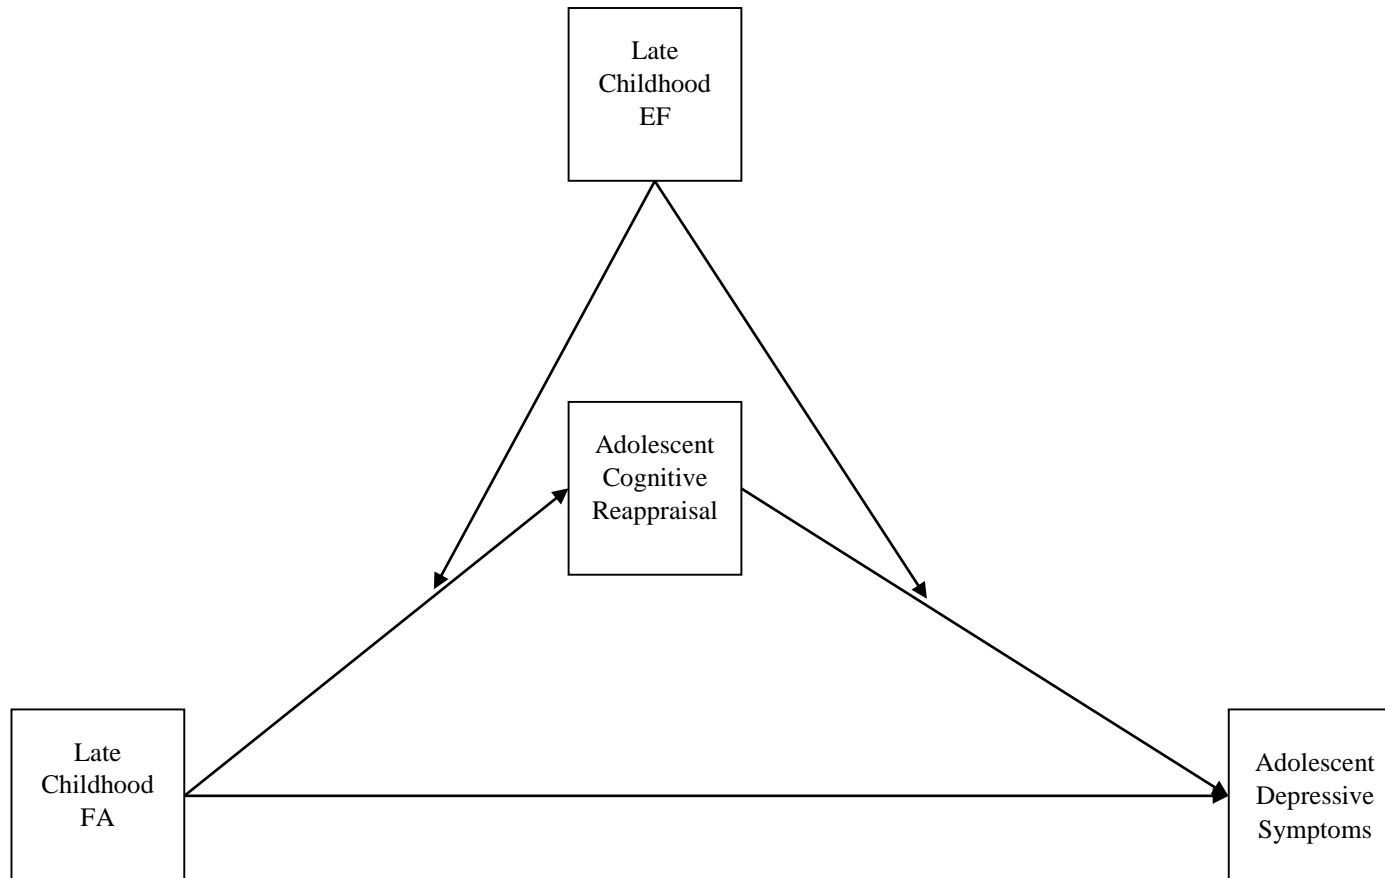 Late
Childhood
EF
Adolescent
Cognitive
Reappraisal
Late
Childhood
FA
Adolescent
Depressive
Symptoms